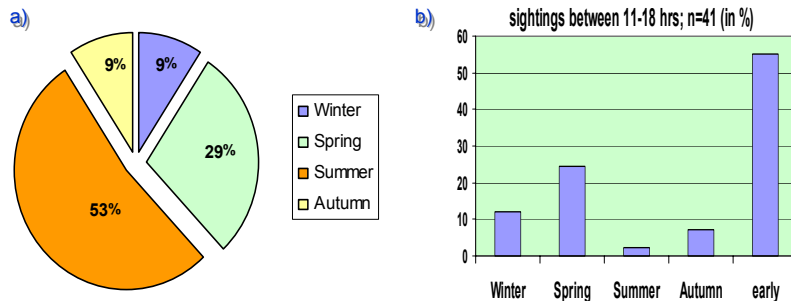 a)
9%
9%
29%
53%
Winter
Spring
Summer
Autumn
b)
sightings between 11-18 hrs; n=41 (in %)
60
50
40
30
20
10
0
Winter Spring Summer Autumn early